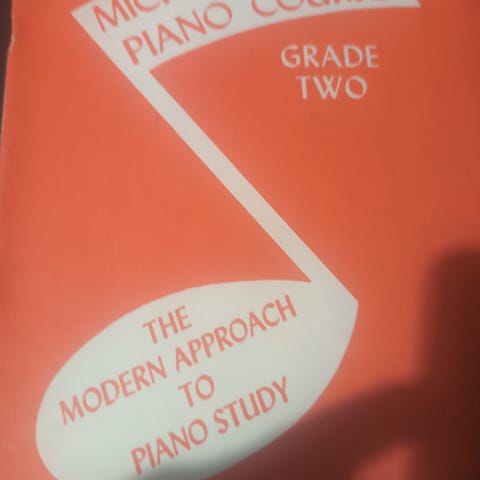 PIANO
GRADE
TWO
THE
MODERN APPROACH
TO
PIANO STUDY